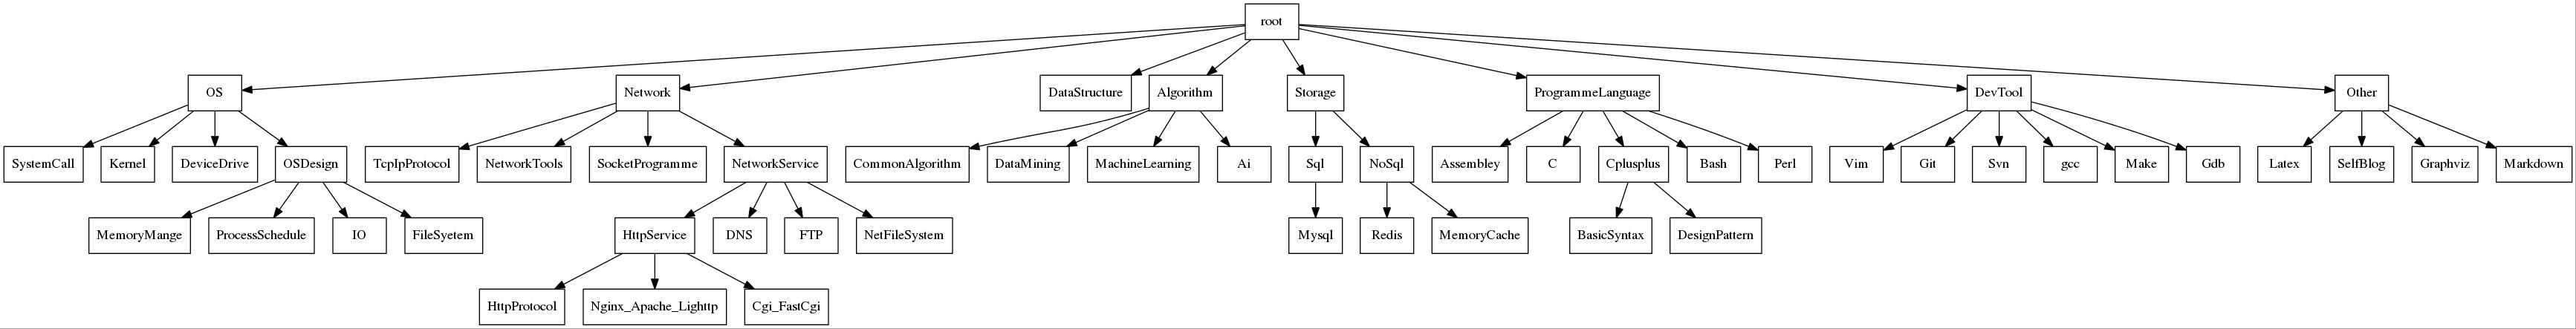 root
OS
Network
DataStructure
Algorithm
Storage
ProgrammeLanguage
DevTool
Other
SystemCall
Kernel
DeviceDrive
OSDesign
TcpIpProtocol
NetworkTools
SocketProgramme
NetworkService
CommonAlgorithm
DataMining
MachineLearning
Ai
Sql
NoSql
Assembley
C
Cplusplus
Bash
Perl
Vim
Git
Svn
gcc
Make
Gdb
Latex
SelfBlog
Graphviz
Markdown
MemoryMange
ProcessSchedule
IO
FileSyetem
HttpService
DNS
FTP
NetFileSystem
Mysql
Redis
MemoryCache
BasicSyntax
DesignPattern
HttpProtocol
Nginx_Apache_Lighttp
Cgi_FastCgi